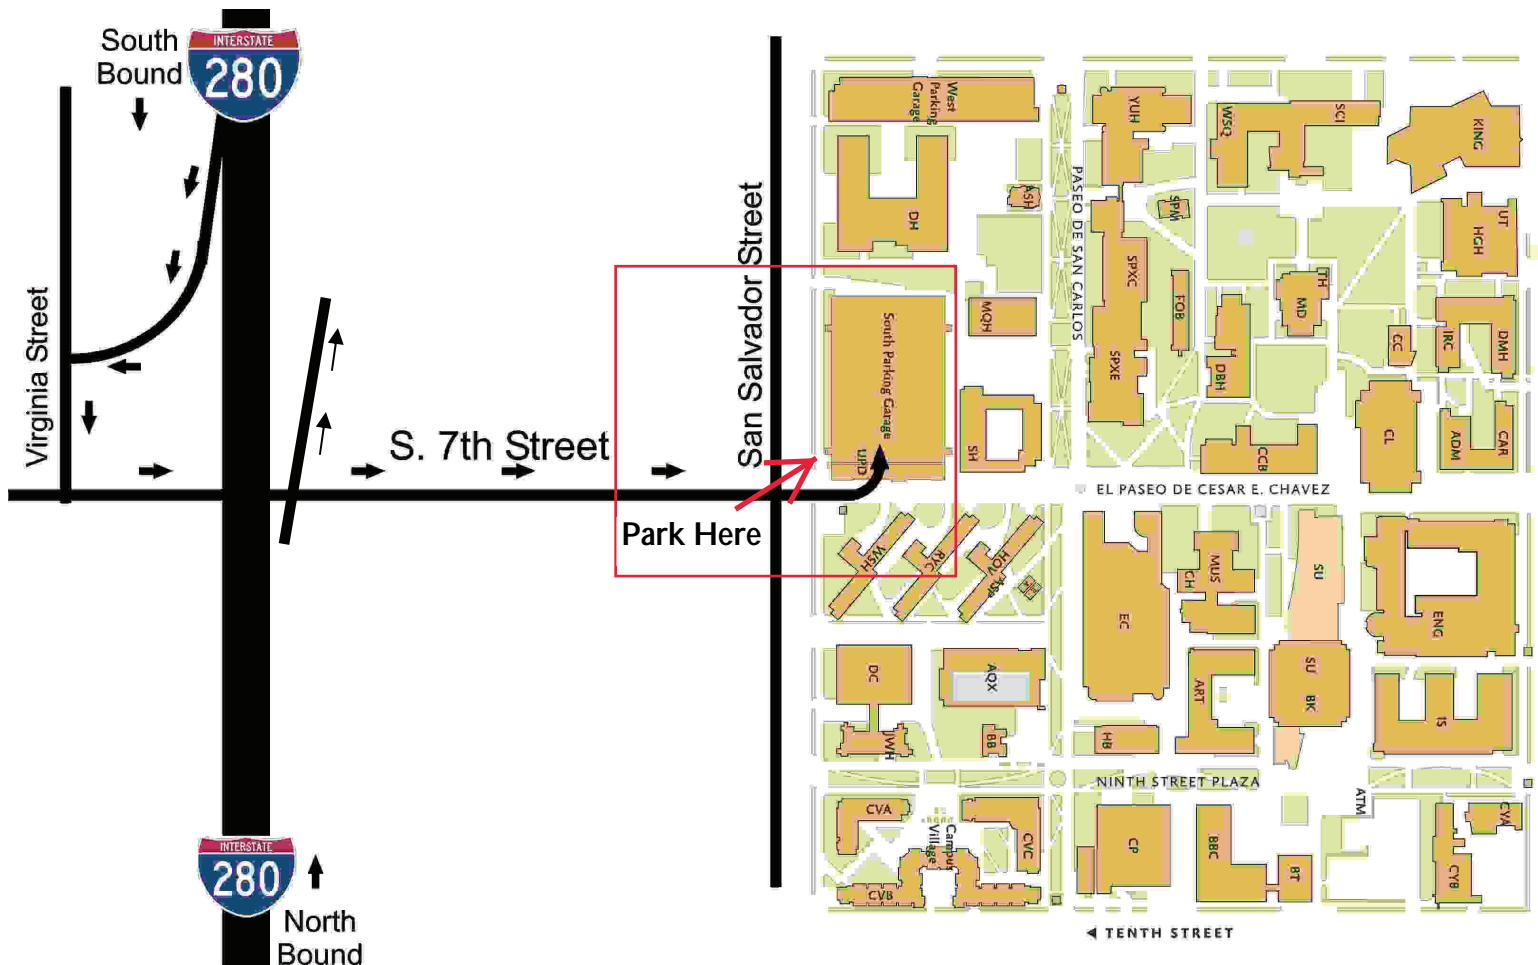 South
Bound
INTERSTATE
280
Virginia Street
S. 7th Street
San Salvador Street
Park Here
INTERSTATE
280
North
Bound
West
Parking
Garage
DH
ASH
South Parking Garage
UPD
MQH
SH
PASEO DE SAN CARLOS
YUH
SPM
SPXC
SPXE
FOB
WSQ
SCI
KING
UT
HGH
TH
MD
DBH
CC
IRC
DMH
CCB
CL
ADM
CAR
EL PASEO DE CESAR E. CHAVEZ
WSH
RYC
HOV
ASP
EC
MUS
CH
SU
ENG
DC
AQX
JWH
BB
HB
ART
SU
BK
IS
NINTH STREET PLAZA
CVA
Campus
Village
CVC
CVB
CP
BBC
BT
ATM
CYA
CYB
TENTH STREET